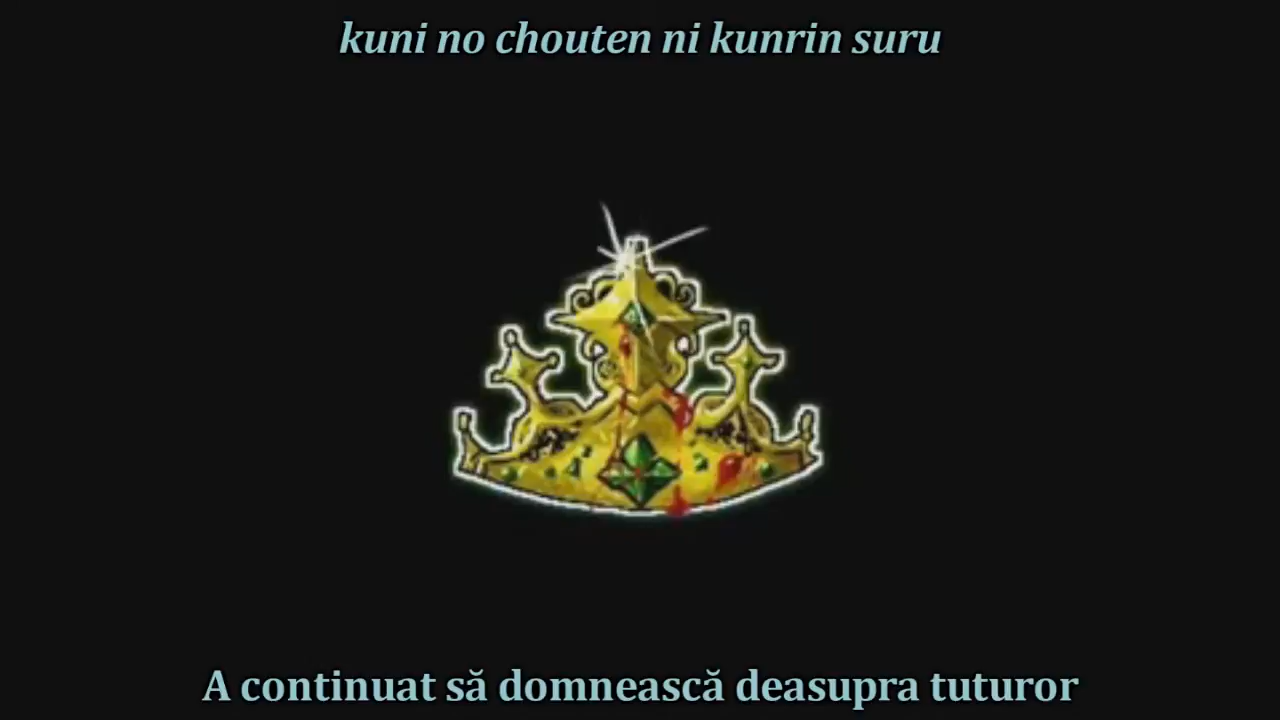 kuni no chouten ni kunrin suru
A continuat să domnească deasupra tuturor